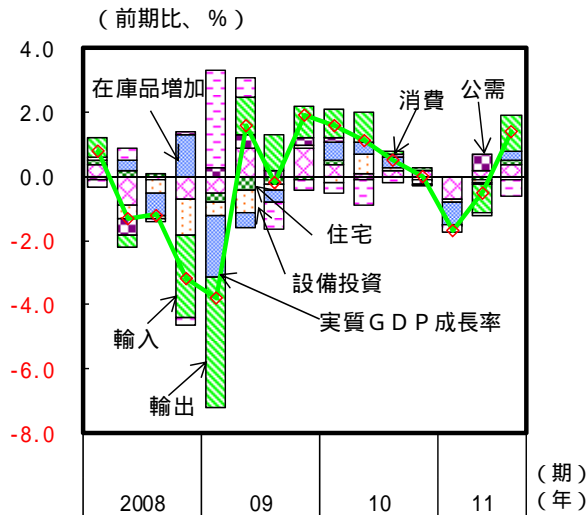 (前期比、%)
4.0
2.0
0.0
-2.0
-4.0
-6.0
-8.0
在庫品増加
消費
公需
住宅
設備投資
実質GDP成長率
輸入
輸出
2008
09
10
11
(期)
(年)